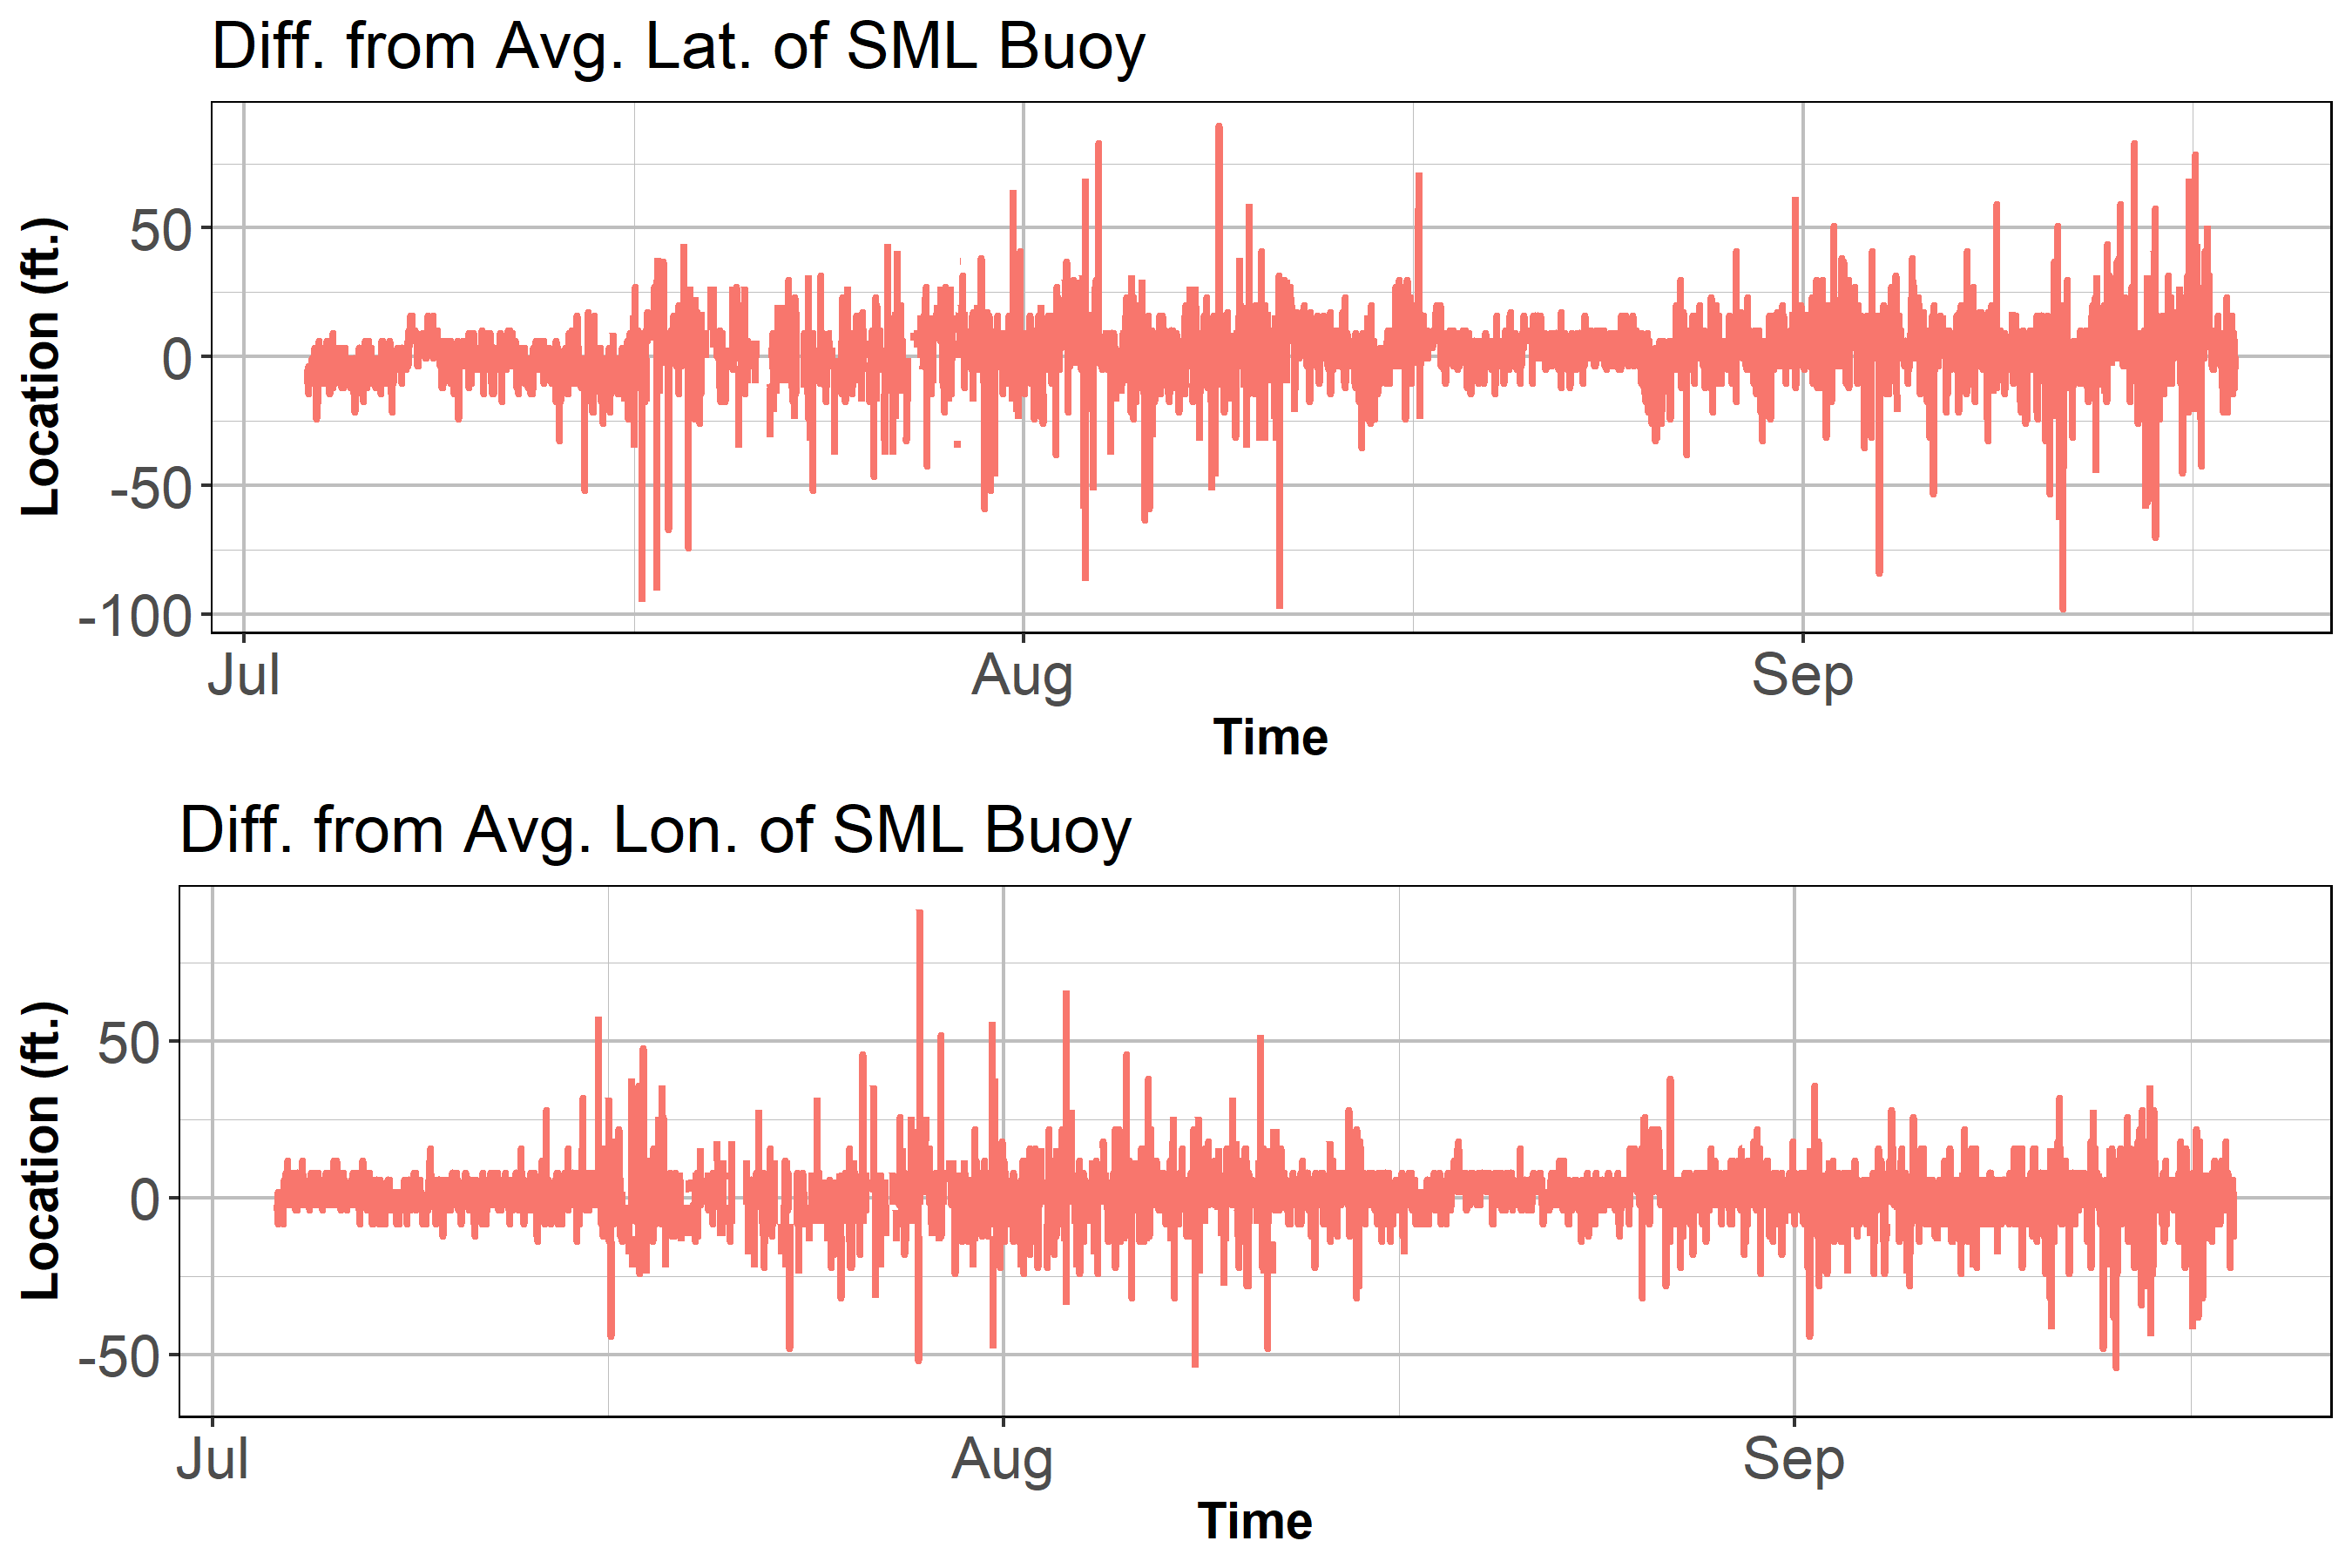 Diff. from Avg. Lat. of SML Buoy
Location (ft.)
50
0
-50
-100
Jul Aug Sep
Time
Diff. from Avg. Lon. of SML Buoy
Location (ft.)
50
0
-50
Jul Aug Sep
Time